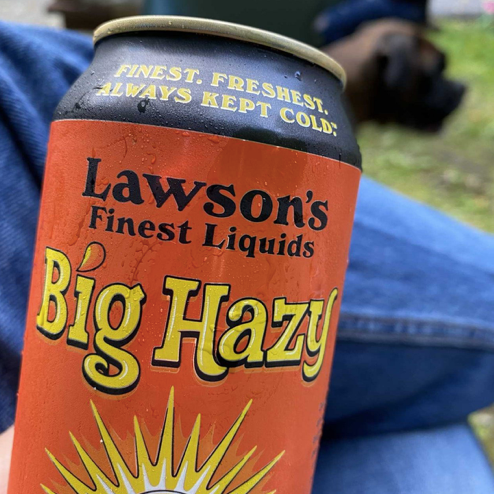 FINEST. FRESHEST.
ALWAYS KEPT COLD.
Lawson's
Finest Liquids
Big Hazy